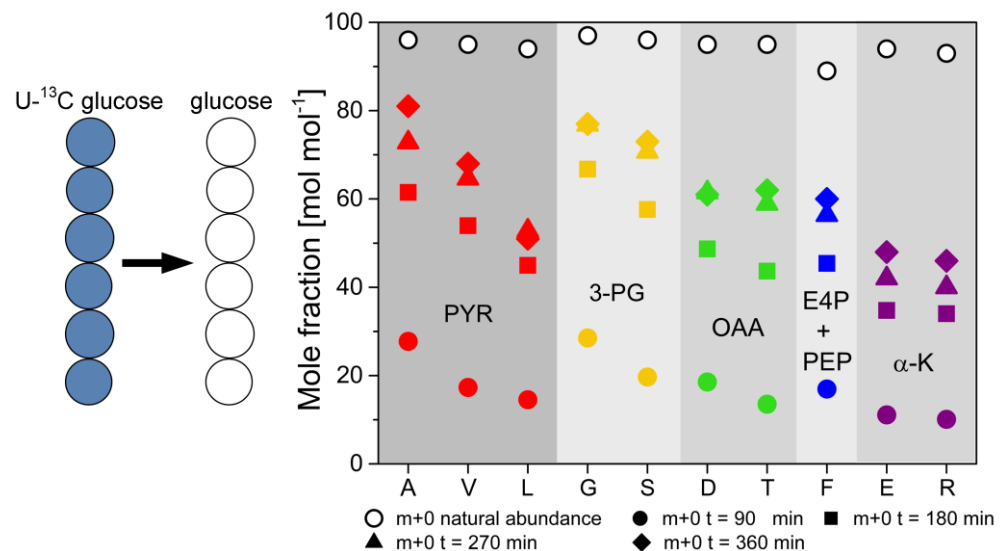 U-¹³C glucose glucose
Mole fraction [mol mol⁻¹]
100
80
60
40
20
0
PYR
3-PG
OAA
E4P
+
PEP
α-K
A V L G S D T F E R
m+0 natural abundance m+0 t = 90 min m+0 t = 180 min
m+0 t = 270 min m+0 t = 360 min